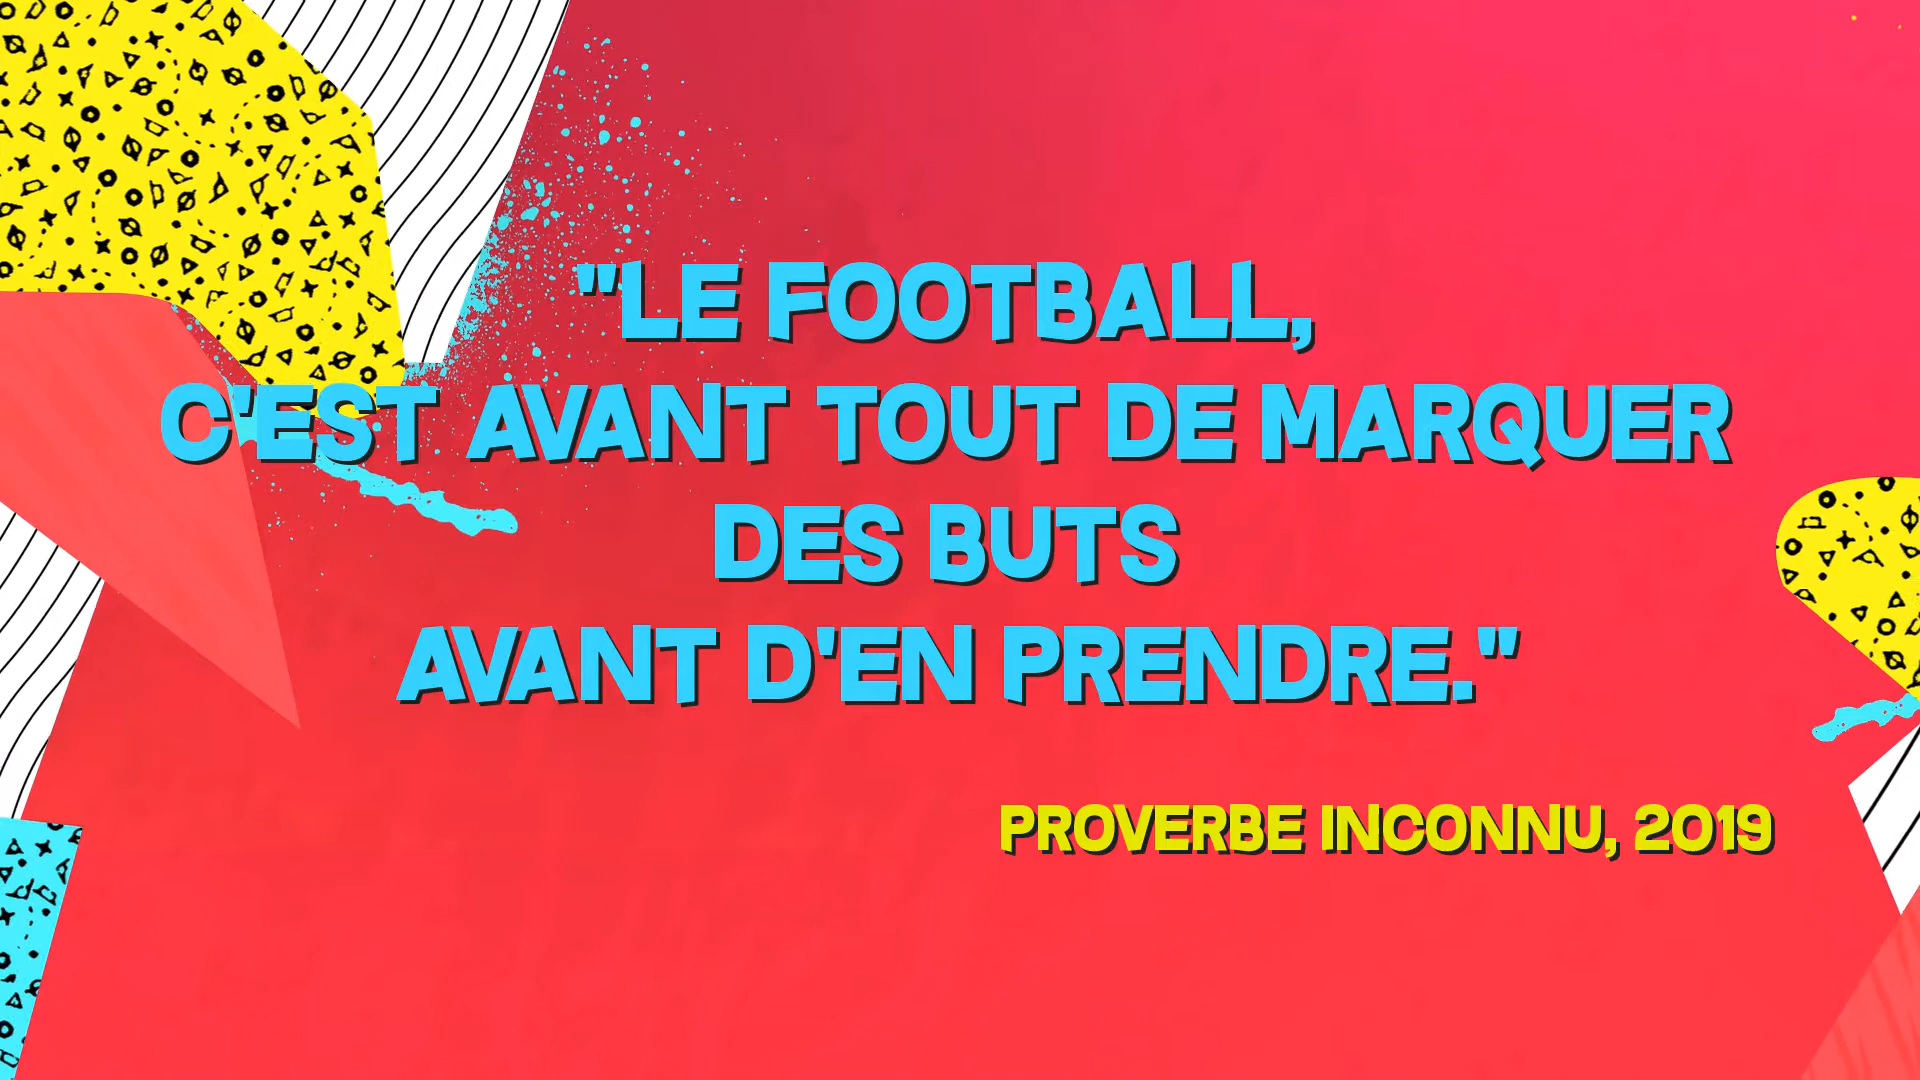 "LE FOOTBALL,
C'EST AVANT TOUT DE MARQUER
DES BUTS
AVANT D'EN PRENDRE."
PROVERBE INCONNU, 2019